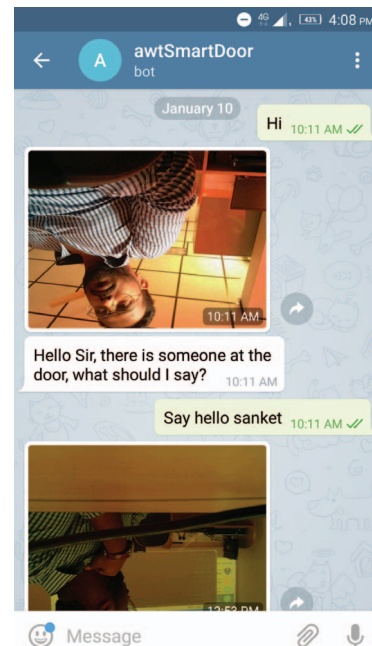 4G 43% 4:08 PM
A awtSmartDoor
bot
January 10
Hi 10:11 AM
10:11 AM
Hello Sir, there is someone at the
door, what should I say? 10:11 AM
Say hello sanket 10:11 AM
12:53 PM
Message